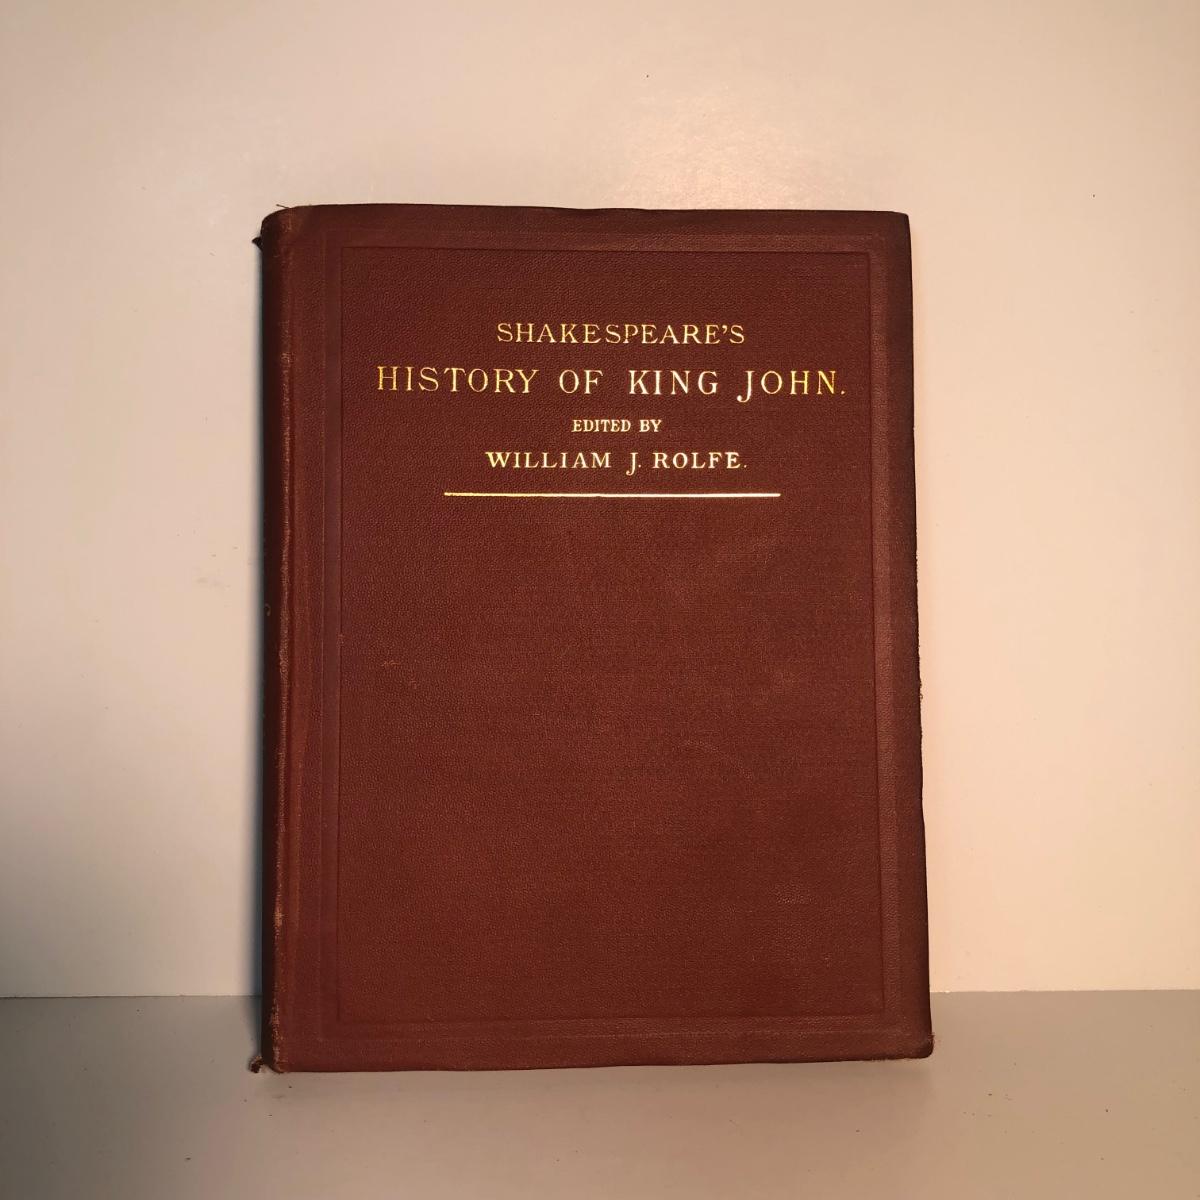 SHAKESPEARE'S
HISTORY OF KING JOHN.
EDITED BY
WILLIAM J. ROLFE.